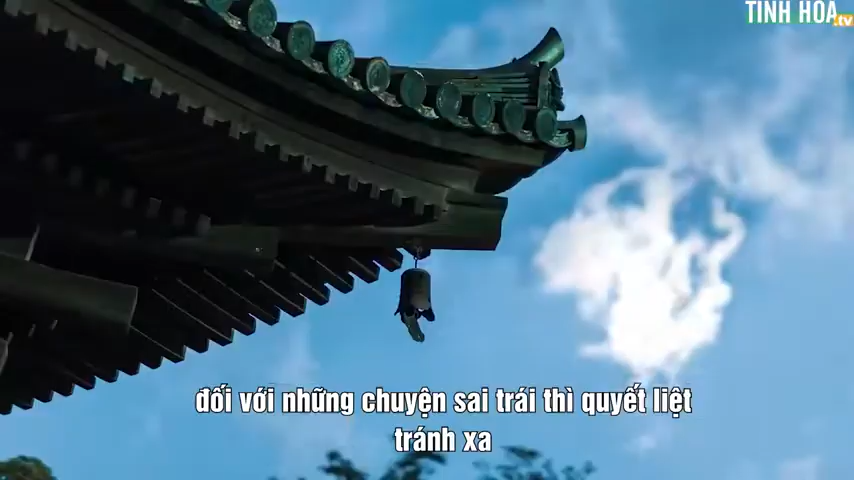 TINH HOA
.tv
đối với những chuyện sai trái thì quyết liệt
tránh xa